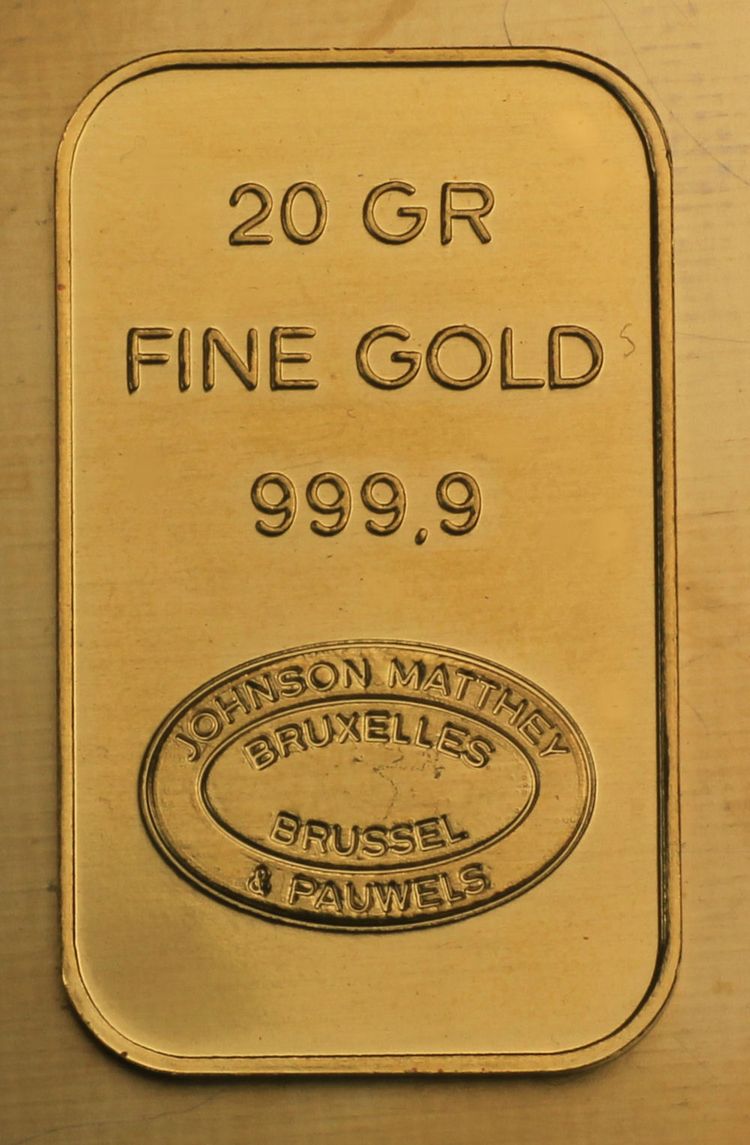 20 GR
FINE GOLD
999,9
JOHNSON MATTHEY
BRUXELLES
BRUSSEL
& PAUWELS